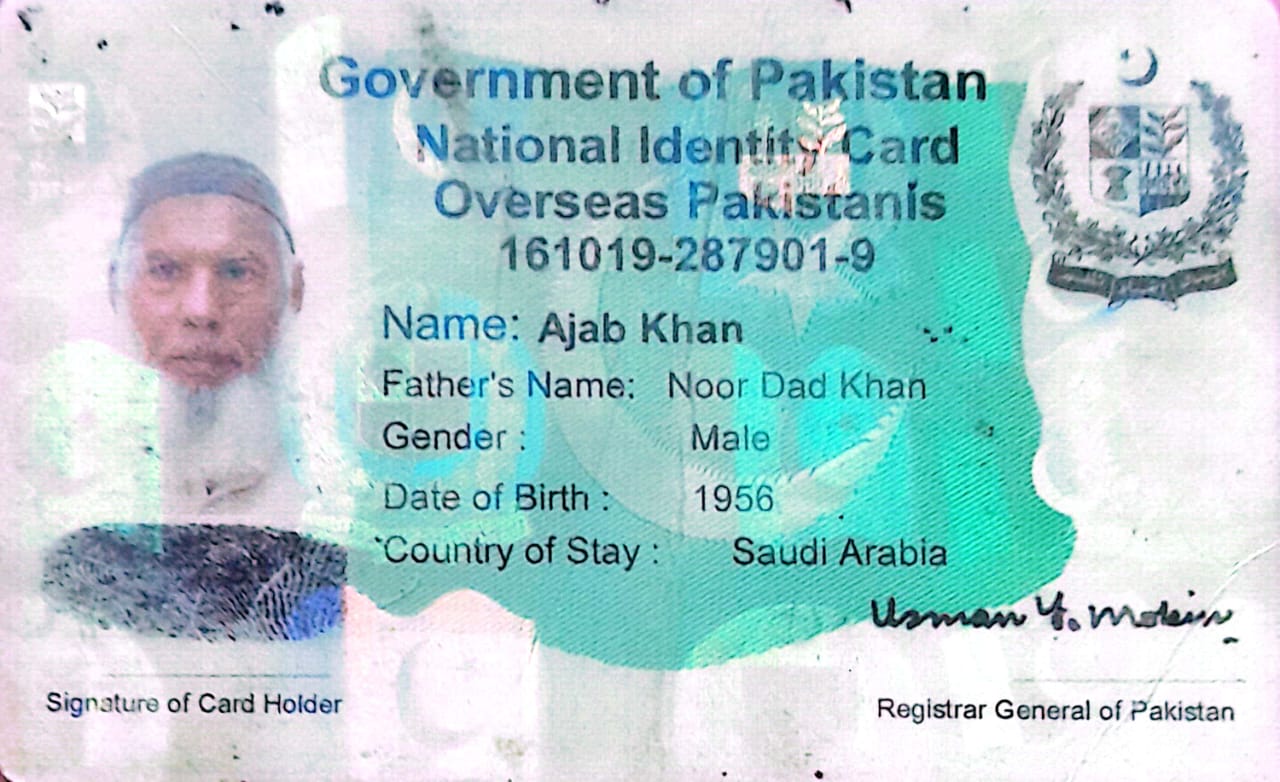 Government of Pakistan
National Identity Card
Overseas Pakistanis
161019-287901-9
Name: Ajab Khan
Father's Name: Noor Dad Khan
Gender : Male
Date of Birth : 1956
Country of Stay : Saudi Arabia
Usman Y. Mobin
Signature of Card Holder
Registrar General of Pakistan